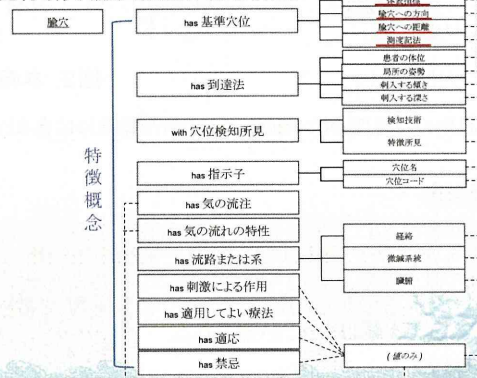 腧穴
has 基準穴位
腧穴への方向
腧穴への距離
測度記法
has 到達法
患者の体位
局所の姿勢
刺入する傾き
刺入する深さ
with 穴位検知所見
検知技術
特徴所見
has 指示子
穴位名
穴位コード
特徴概念
has 気の流注
has 気の流れの特性
has 流路または系
経絡
微鍼系統
臓腑
has 刺激による作用
has 適用してよい療法
has 適応
has 禁忌
(値のみ)